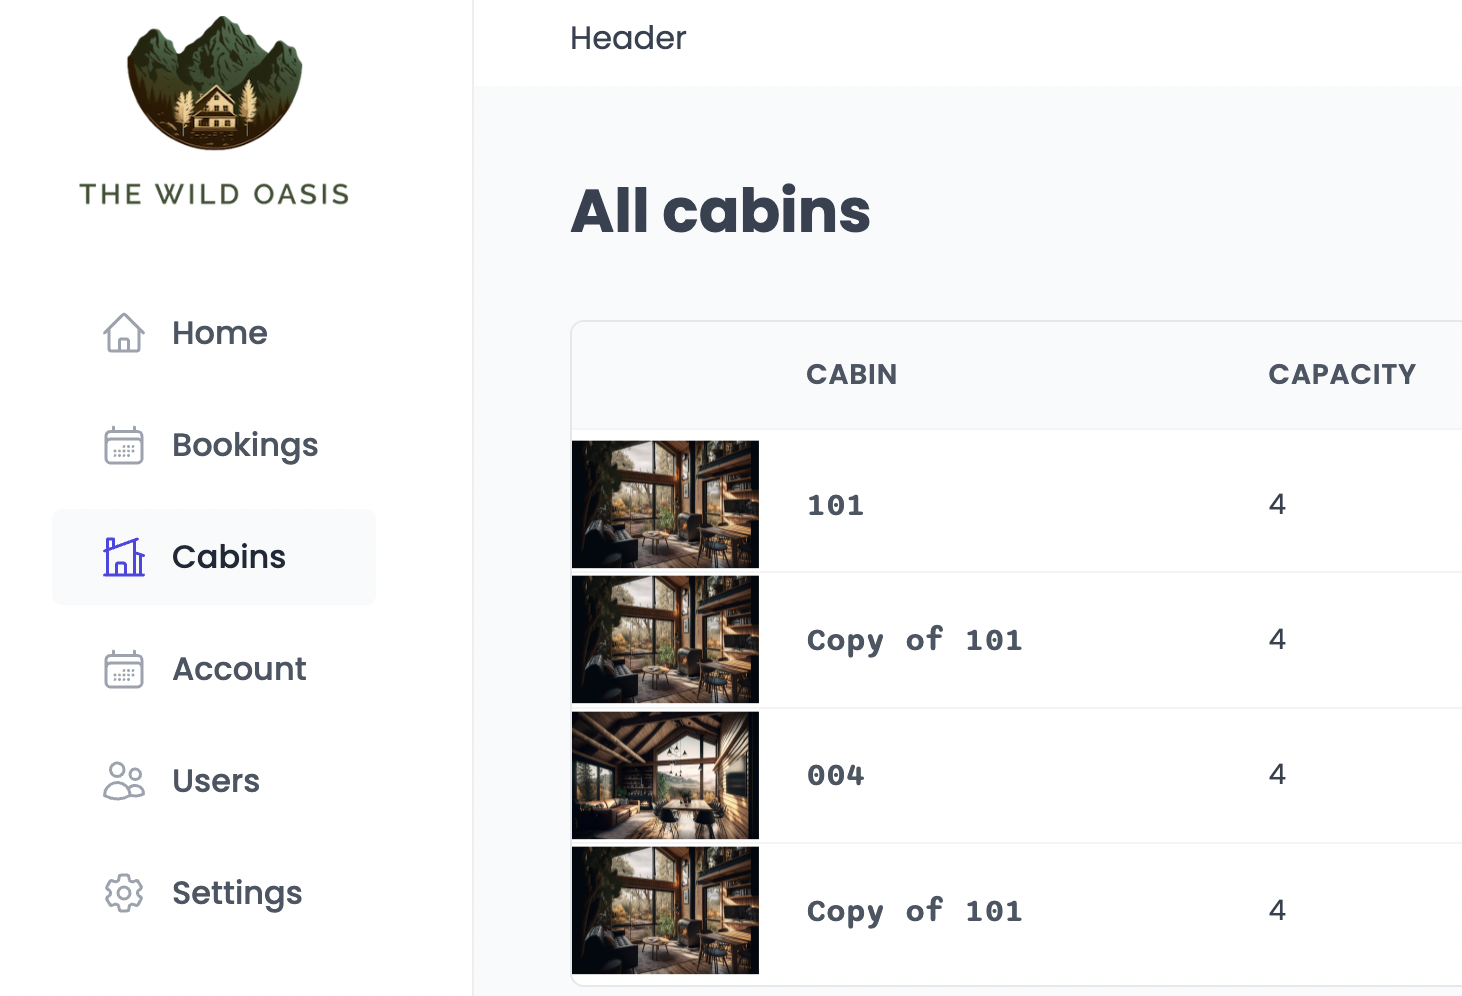 THE WILD OASIS
Home
Bookings
Cabins
Account
Users
Settings
Header
All cabins
CABIN CAPACITY
101 4
Copy of 101 4
004 4
Copy of 101 4